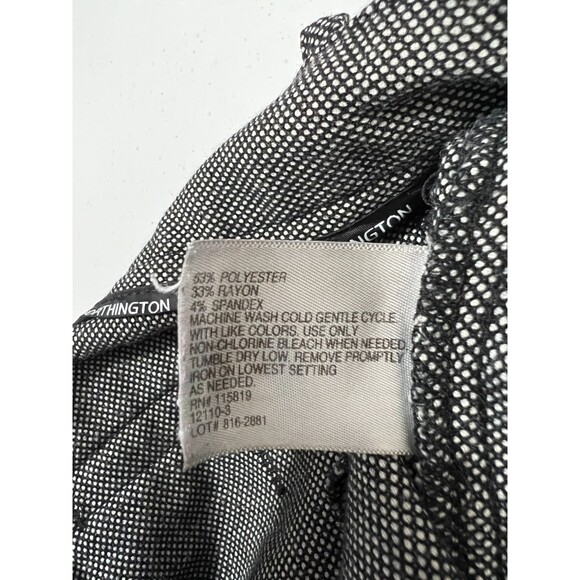 63% POLYESTER
33% RAYON
4% SPANDEX
MACHINE WASH COLD GENTLE CYCLE
WITH LIKE COLORS. USE ONLY
NON-CHLORINE BLEACH WHEN NEEDED.
TUMBLE DRY LOW. REMOVE PROMPTLY.
IRON ON LOWEST SETTING
AS NEEDED.
RN# 115819
12110-3
LOT# 816-2881
THINGTON
THINGTON